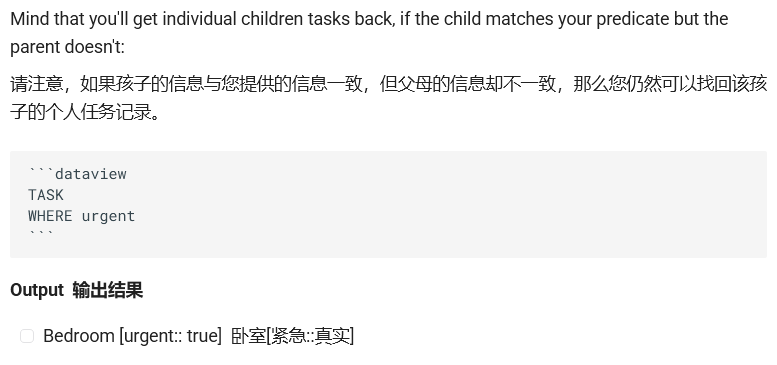 Mind that you'll get individual children tasks back, if the child matches your predicate but the
parent doesn't:
请注意，如果孩子的信息与您提供的信息一致，但父母的信息却不一致，那么您仍然可以找回该孩
子的个人任务记录。
```dataview
TASK
WHERE urgent
```
Output 输出结果
Bedroom [urgent:: true] 卧室[紧急::真实]